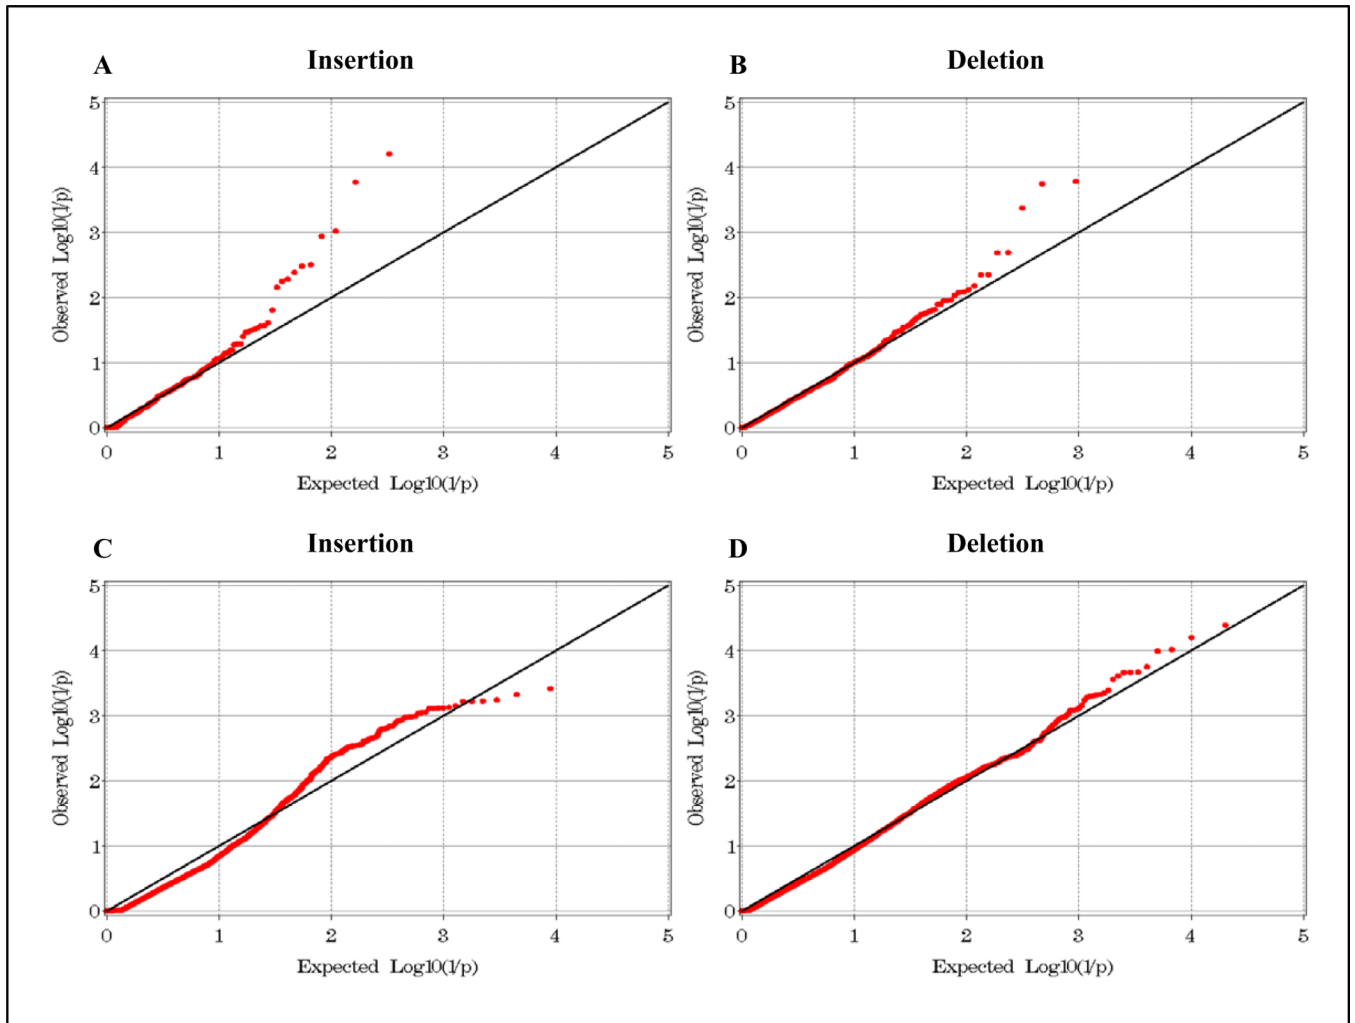 A Insertion
5
4
3
2
1
0
Observed Log10(1/p)
0 1 2 3 4 5
Expected Log10(1/p)
B Deletion
5
4
3
2
1
0
Observed Log10(1/p)
0 1 2 3 4 5
Expected Log10(1/p)
C Insertion
5
4
3
2
1
0
Observed Log10(1/p)
0 1 2 3 4 5
Expected Log10(1/p)
D Deletion
5
4
3
2
1
0
Observed Log10(1/p)
0 1 2 3 4 5
Expected Log10(1/p)